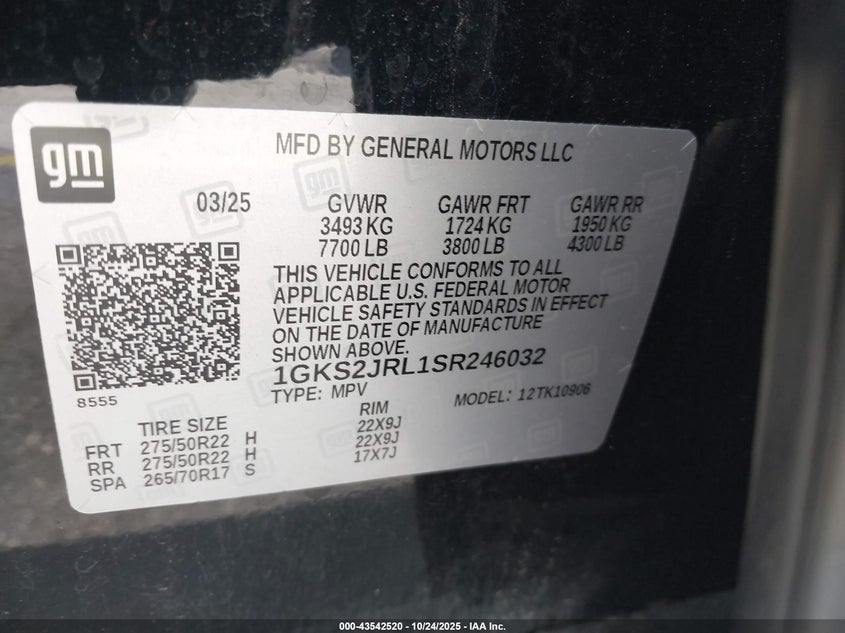 gm
MFD BY GENERAL MOTORS LLC
03/25 GVWR GAWR FRT GAWR RR
3493 KG 1724 KG 1950 KG
7700 LB 3800 LB 4300 LB
THIS VEHICLE CONFORMS TO ALL
APPLICABLE U.S. FEDERAL MOTOR
VEHICLE SAFETY STANDARDS IN EFFECT
ON THE DATE OF MANUFACTURE
SHOWN ABOVE.
1GKS2JRL1SR246032
TYPE: MPV MODEL: 12TK10906
8555
TIRE SIZE RIM
FRT 275/50R22 H 22X9J
RR 275/50R22 H 22X9J
SPA 265/70R17 S 17X7J
000-43542520 - 10/24/2025 - IAA Inc.